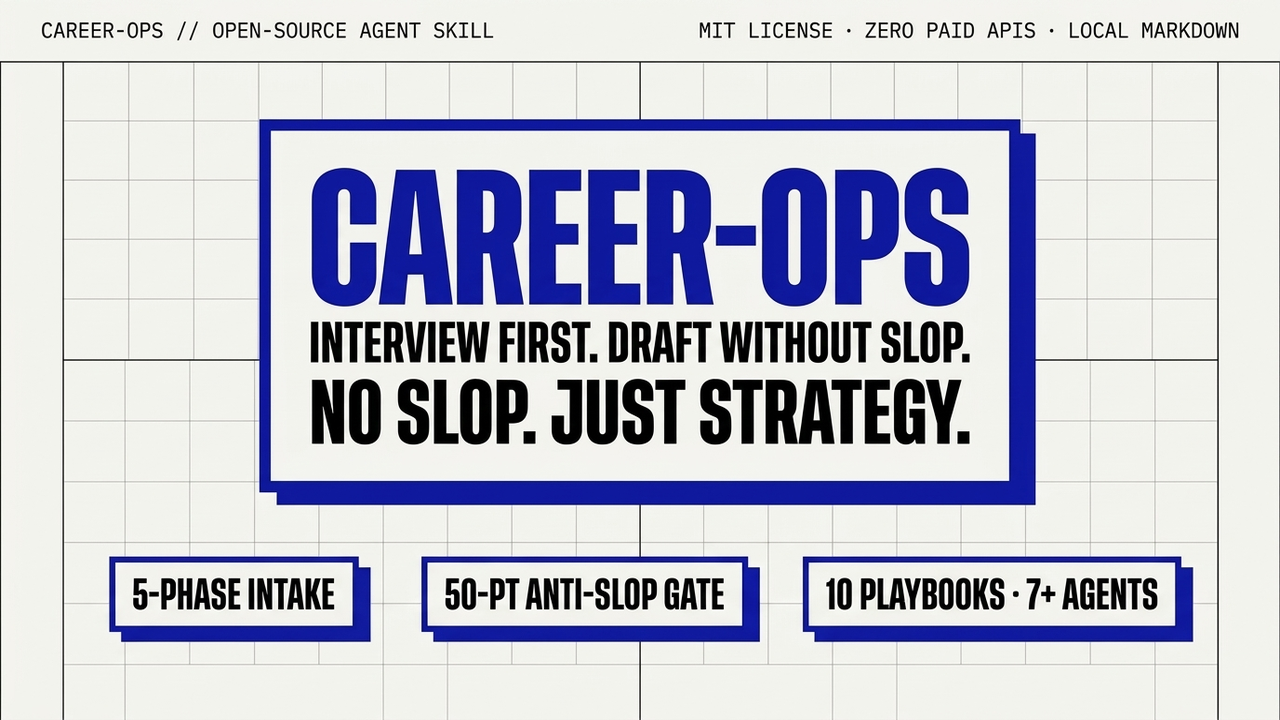 CAREER-OPS // OPEN-SOURCE AGENT SKILL
MIT LICENSE · ZERO PAID APIS · LOCAL MARKDOWN
CAREER-OPS
INTERVIEW FIRST. DRAFT WITHOUT SLOP.
NO SLOP. JUST STRATEGY.
5-PHASE INTAKE
50-PT ANTI-SLOP GATE
10 PLAYBOOKS · 7+ AGENTS